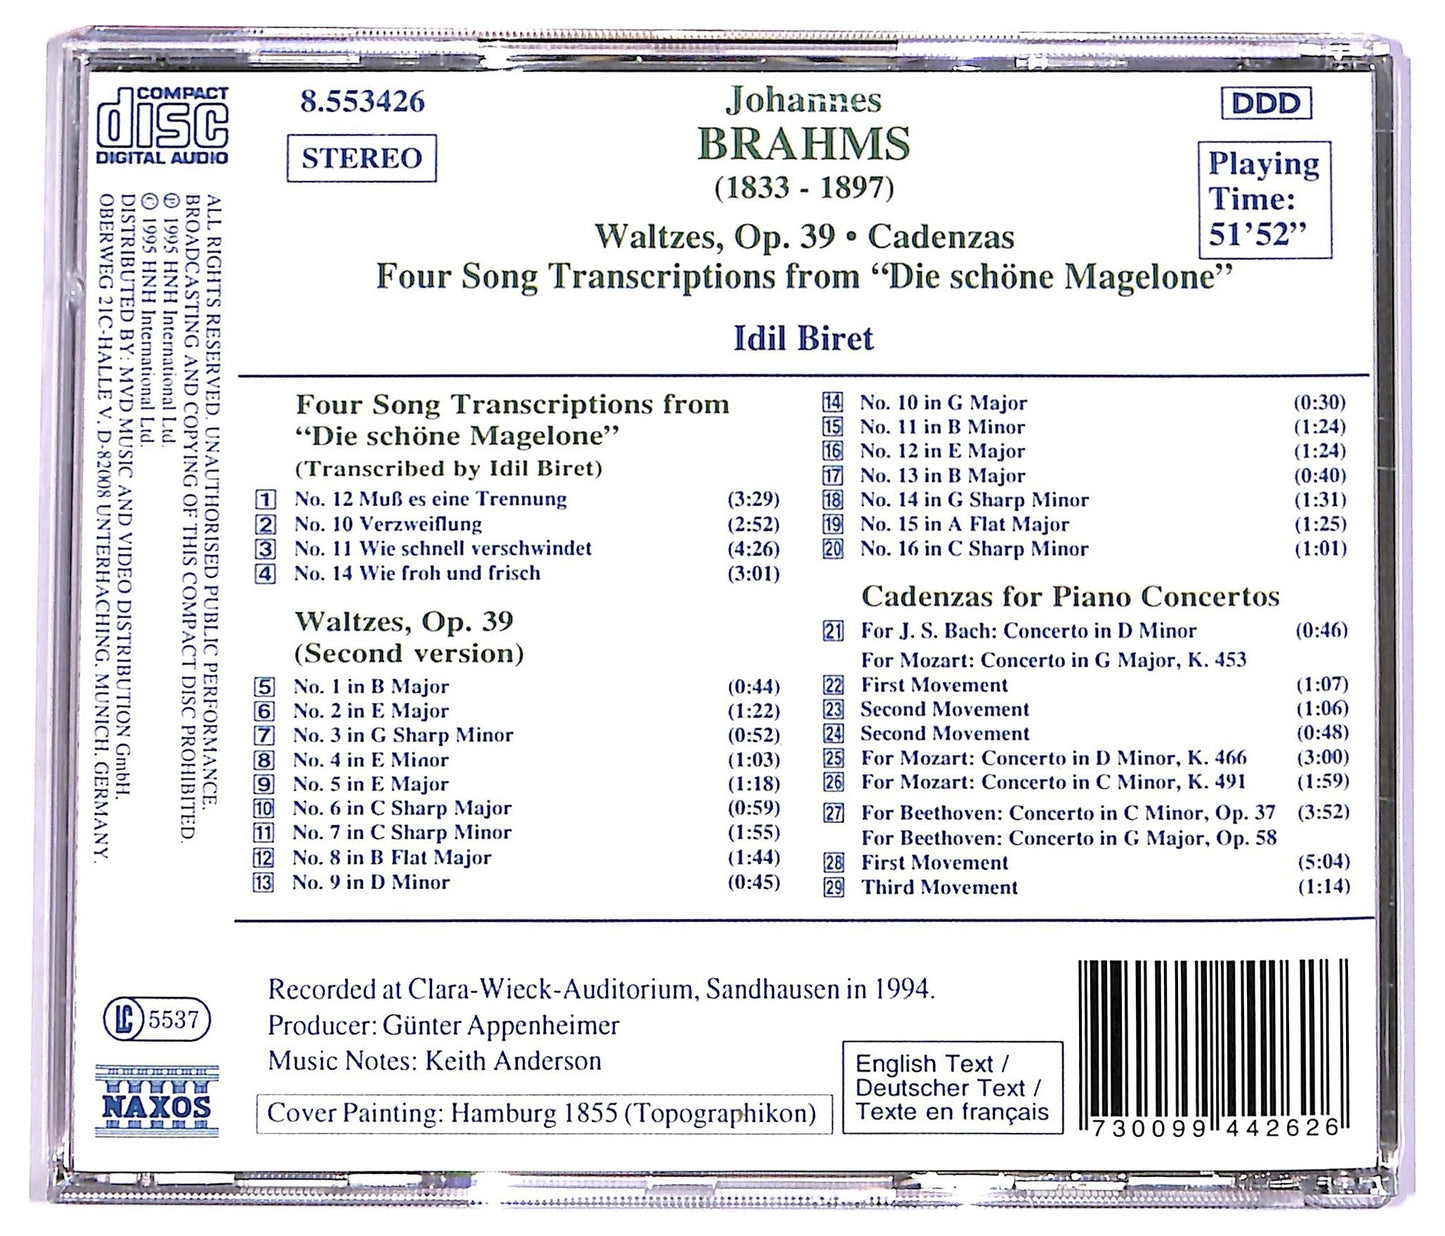 COMPACT
disc
DIGITAL AUDIO
8.553426
STEREO
Johannes
BRAHMS
(1833 - 1897)
Waltzes, Op. 39 • Cadenzas
Four Song Transcriptions from “Die schöne Magelone”
Idil Biret
DDD
Playing
Time:
51’52”
ALL RIGHTS RESERVED. UNAUTHORISED PUBLIC PERFORMANCE.
BROADCASTING AND COPYING OF THIS COMPACT DISC PROHIBITED.
℗ 1995 HNH International Ltd.
© 1995 HNH International Ltd.
DISTRIBUTED BY: MVD MUSIC AND VIDEO DISTRIBUTION GmbH.
OBERWEG 21C-HALLE V. D-82008 UNTERHACHING. MUNICH. GERMANY.
Four Song Transcriptions from
“Die schöne Magelone”
(Transcribed by Idil Biret)
1 No. 12 Muß es eine Trennung (3:29)
2 No. 10 Verzweiflung (2:52)
3 No. 11 Wie schnell verschwindet (4:26)
4 No. 14 Wie froh und frisch (3:01)
Waltzes, Op. 39
(Second version)
5 No. 1 in B Major (0:44)
6 No. 2 in E Major (1:22)
7 No. 3 in G Sharp Minor (0:52)
8 No. 4 in E Minor (1:03)
9 No. 5 in E Major (1:18)
10 No. 6 in C Sharp Major (0:59)
11 No. 7 in C Sharp Minor (1:55)
12 No. 8 in B Flat Major (1:44)
13 No. 9 in D Minor (0:45)
14 No. 10 in G Major (0:30)
15 No. 11 in B Minor (1:24)
16 No. 12 in E Major (1:24)
17 No. 13 in B Major (0:40)
18 No. 14 in G Sharp Minor (1:31)
19 No. 15 in A Flat Major (1:25)
20 No. 16 in C Sharp Minor (1:01)
Cadenzas for Piano Concertos
21 For J. S. Bach: Concerto in D Minor (0:46)
For Mozart: Concerto in G Major, K. 453
22 First Movement (1:07)
23 Second Movement (1:06)
24 Second Movement (0:48)
25 For Mozart: Concerto in D Minor, K. 466 (3:00)
26 For Mozart: Concerto in C Minor, K. 491 (1:59)
27 For Beethoven: Concerto in C Minor, Op. 37 (3:52)
For Beethoven: Concerto in G Major, Op. 58
28 First Movement (5:04)
29 Third Movement (1:14)
Recorded at Clara-Wieck-Auditorium, Sandhausen in 1994.
Producer: Günter Appenheimer
Music Notes: Keith Anderson
Cover Painting: Hamburg 1855 (Topographikon)
LC 5537
NAXOS
English Text /
Deutscher Text /
Texte en français
730099 442626